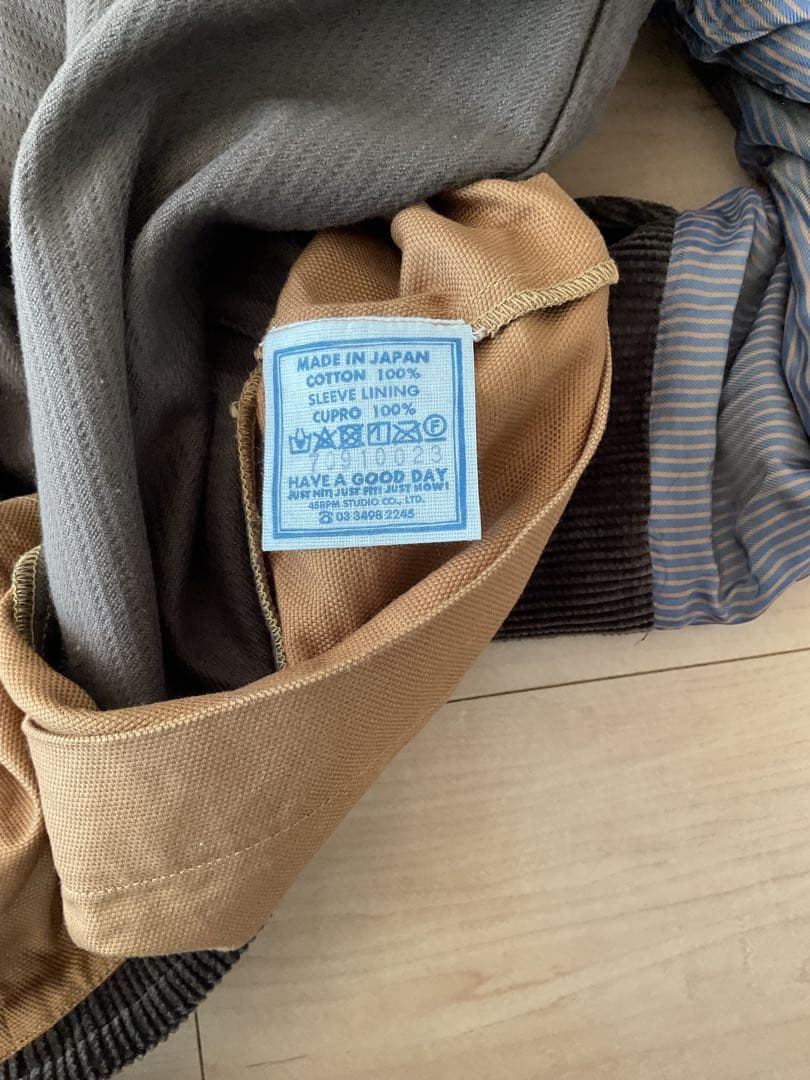 MADE IN JAPAN
COTTON 100%
SLEEVE LINING
CUPRO 100%
F
HAVE A GOOD DAY
JUST HIT! JUST FIT! JUST NOW!
45RPM STUDIO CO., LTD.
☎ 03 3498 2245